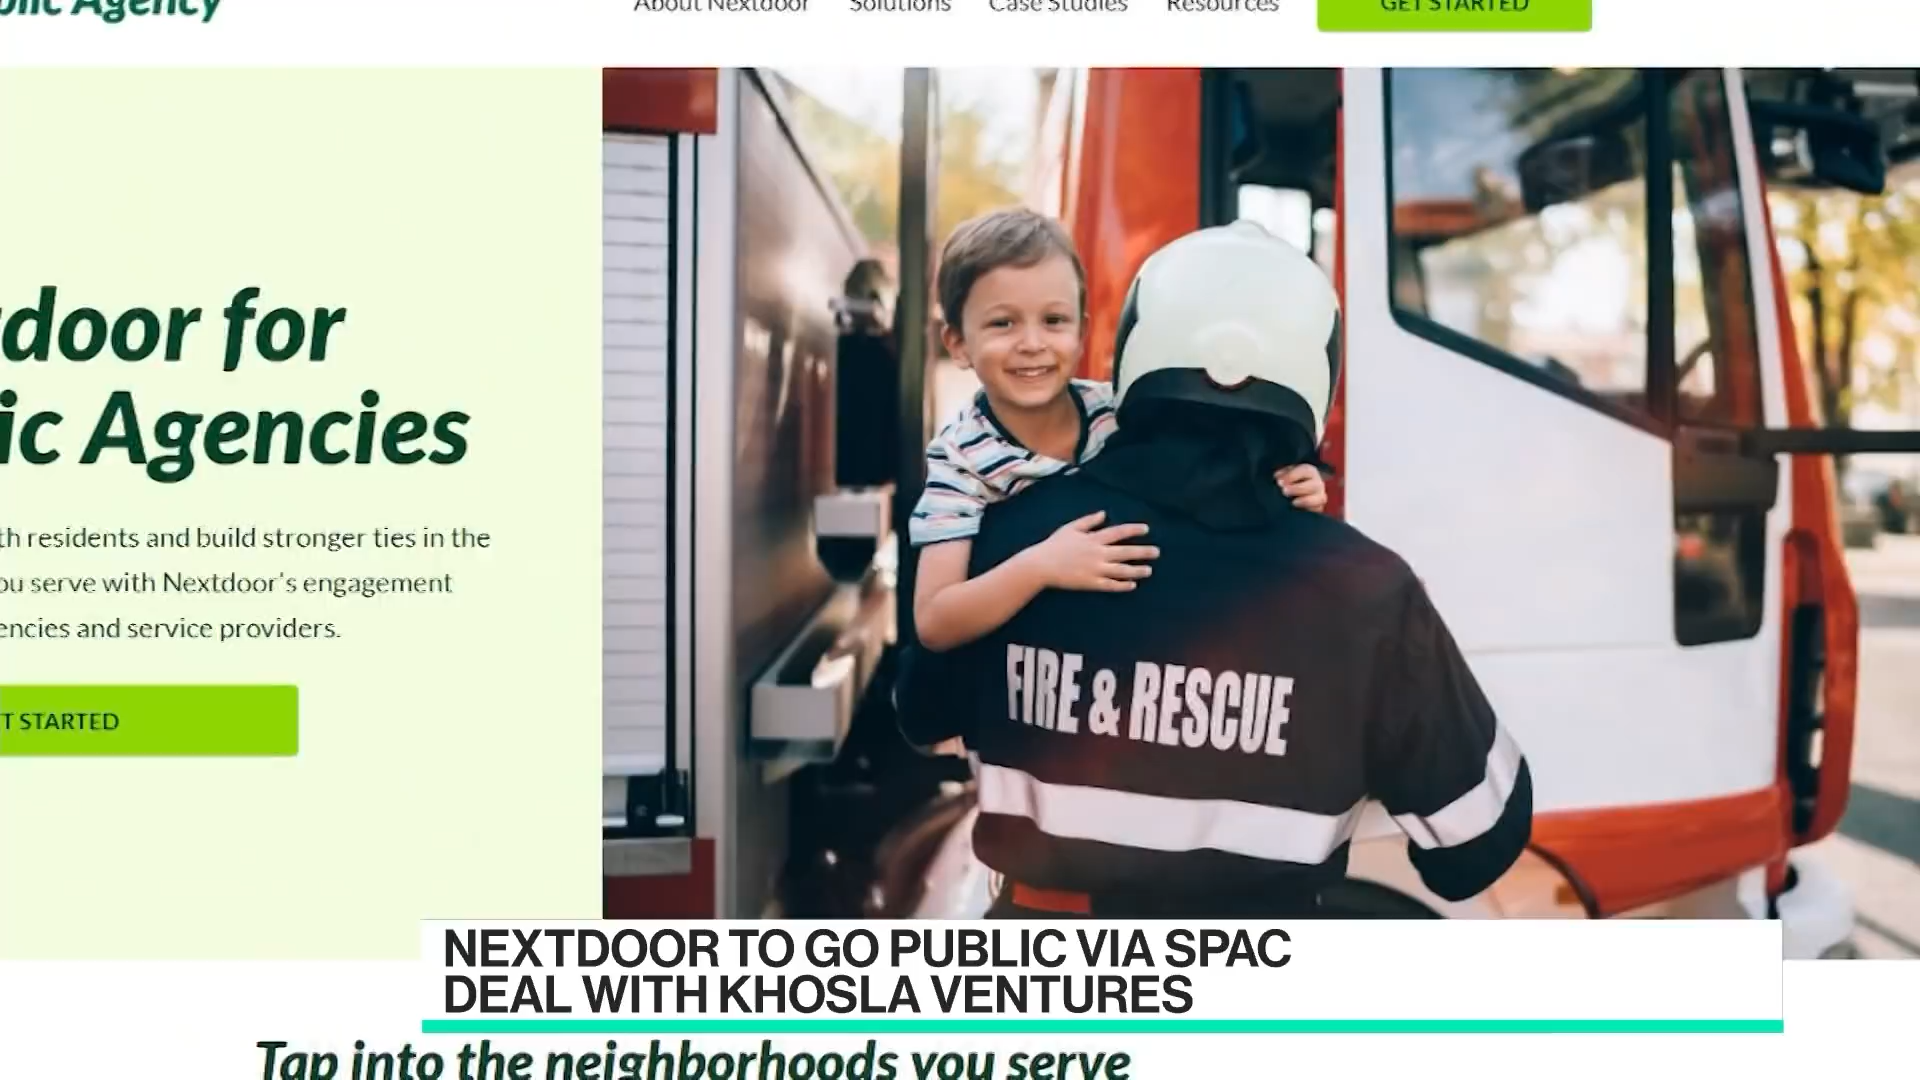 Agency
About Nextdoor Solutions Case Studies Resources GET STARTED
door for
ic Agencies
th residents and build stronger ties in the
ou serve with Nextdoor's engagement
encies and service providers.
T STARTED
FIRE & RESCUE
NEXTDOOR TO GO PUBLIC VIA SPAC
DEAL WITH KHOSLA VENTURES
Tap into the neighborhoods you serve